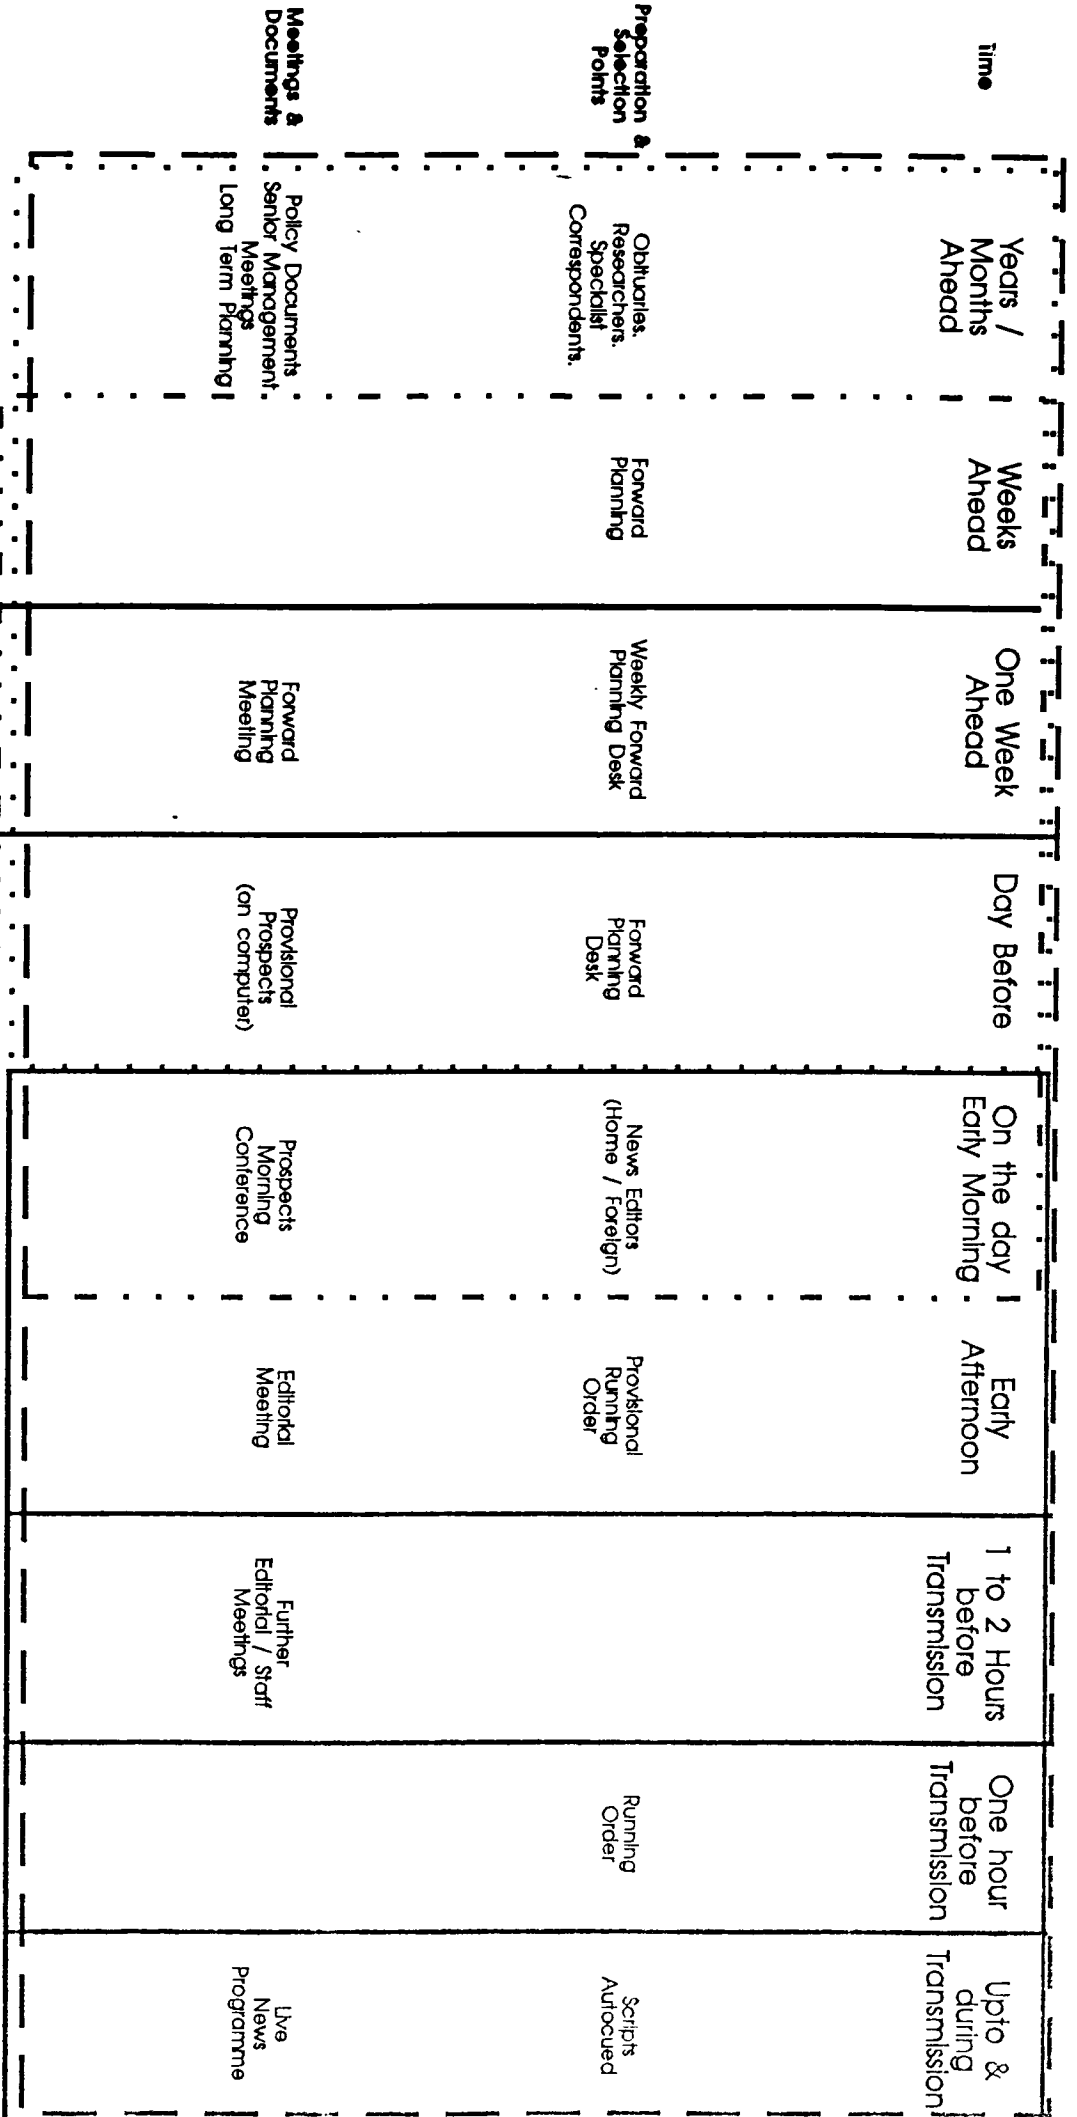 Time
Years /
Months
Ahead
Weeks
Ahead
One Week
Ahead
Day Before
On the day
Early Morning
Early
Afternoon
1 to 2 Hours
before
Transmission
One hour
before
Transmission
Upto &
during
Transmission
Preparation &
Selection
Points
Obituaries.
Researchers.
Specialist
Correspondents.
Forward
Planning
Weekly Forward
Planning Desk
Forward
Planning
Desk
News Editors
(Home / Foreign)
Provisional
Running
Order
Running
Order
Scripts
Autocued
Meetings &
Documents
Policy Documents
Senior Management
Meetings
Long Term Planning
Forward
Planning
Meeting
Provisional
Prospects
(on computer)
Prospects
Morning
Conference
Editorial
Meeting
Further
Editorial / Staff
Meetings
Live
News
Programme